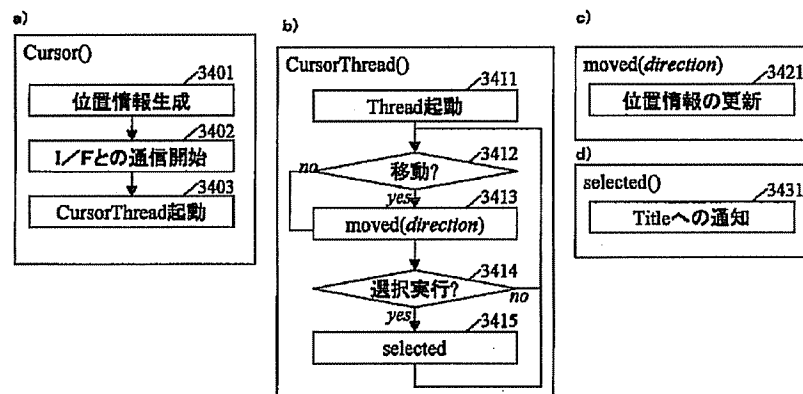 a)
Cursor()
3401
位置情報生成
3402
I/Fとの通信開始
3403
CursorThread起動
b)
CursorThread()
3411
Thread起動
3412
移動?
no
yes
3413
moved(direction)
3414
選択実行?
no
yes
3415
selected
c)
moved(direction)
3421
位置情報の更新
d)
selected()
3431
Titleへの通知